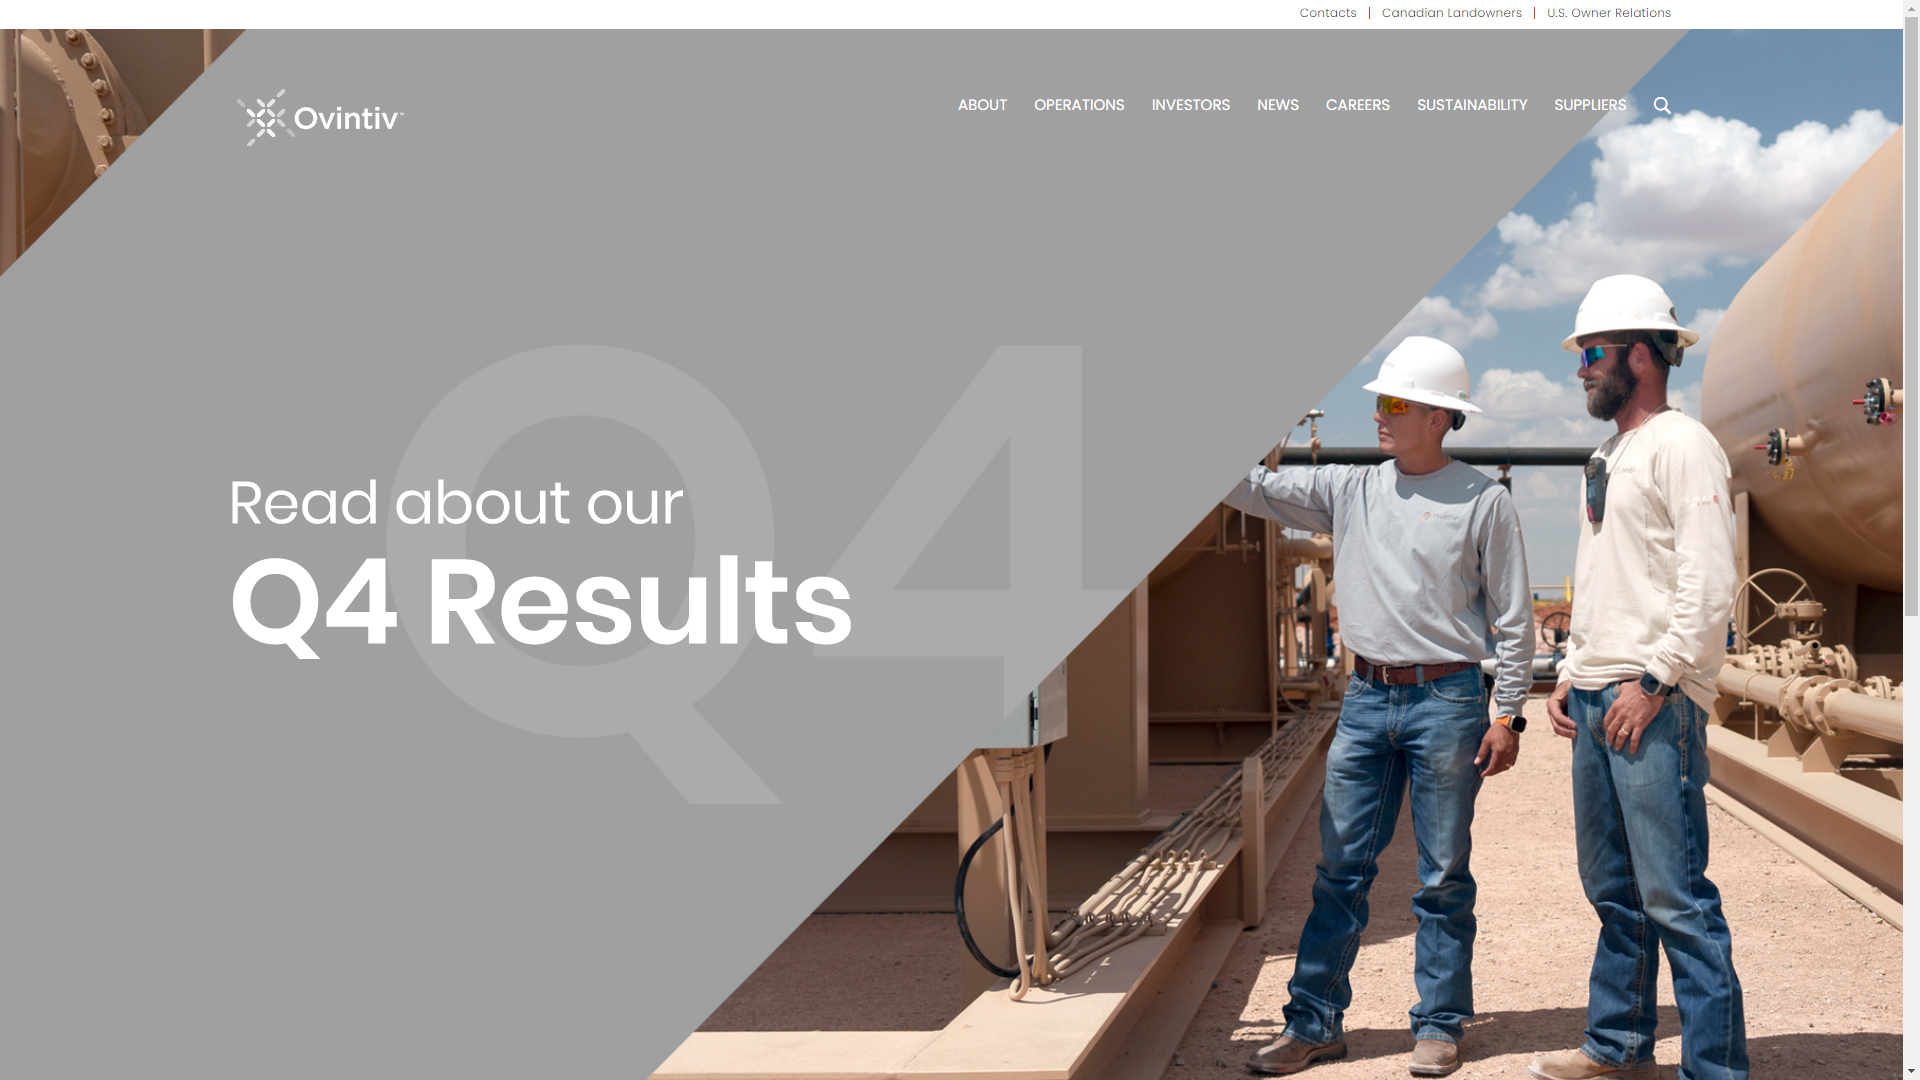 Contacts | Canadian Landowners | U.S. Owner Relations
Ovintiv™
ABOUT OPERATIONS INVESTORS NEWS CAREERS SUSTAINABILITY SUPPLIERS
Q4
Read about our
Q4 Results
Ovintiv